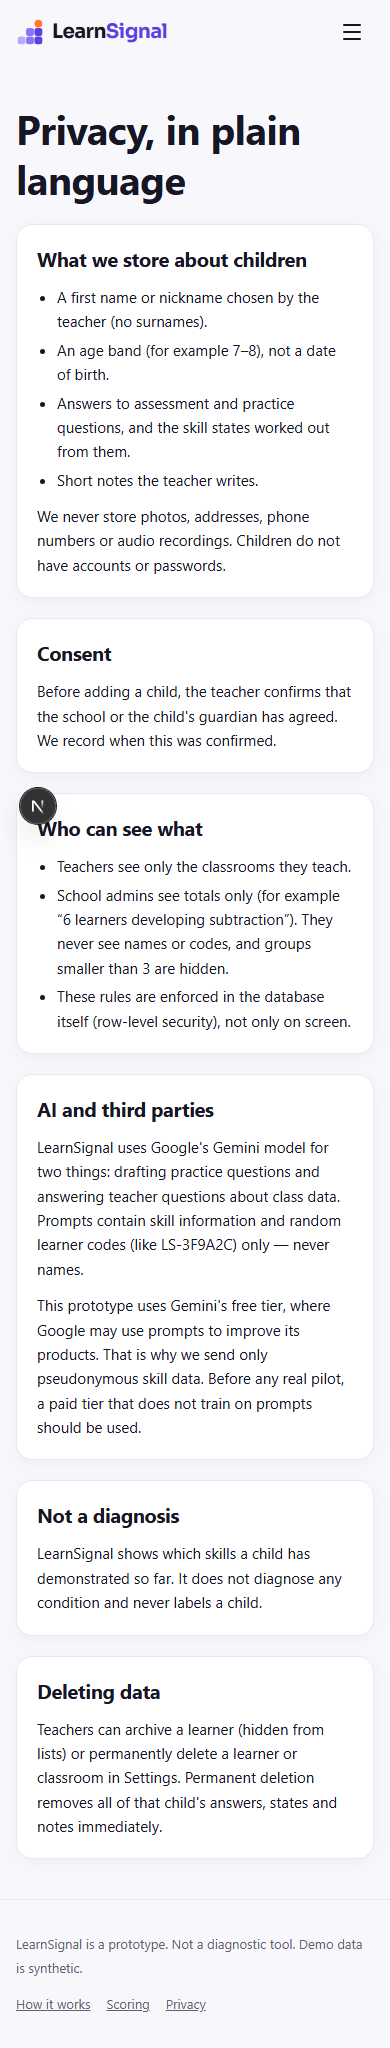 LearnSignal
Privacy, in plain
language
What we store about children
• A first name or nickname chosen by the
teacher (no surnames).
• An age band (for example 7–8), not a date
of birth.
• Answers to assessment and practice
questions, and the skill states worked out
from them.
• Short notes the teacher writes.
We never store photos, addresses, phone
numbers or audio recordings. Children do not
have accounts or passwords.
Consent
Before adding a child, the teacher confirms that
the school or the child's guardian has agreed.
We record when this was confirmed.
N
Who can see what
• Teachers see only the classrooms they teach.
• School admins see totals only (for example
“6 learners developing subtraction”). They
never see names or codes, and groups
smaller than 3 are hidden.
• These rules are enforced in the database
itself (row-level security), not only on screen.
AI and third parties
LearnSignal uses Google's Gemini model for
two things: drafting practice questions and
answering teacher questions about class data.
Prompts contain skill information and random
learner codes (like LS-3F9A2C) only — never
names.
This prototype uses Gemini's free tier, where
Google may use prompts to improve its
products. That is why we send only
pseudonymous skill data. Before any real pilot,
a paid tier that does not train on prompts
should be used.
Not a diagnosis
LearnSignal shows which skills a child has
demonstrated so far. It does not diagnose any
condition and never labels a child.
Deleting data
Teachers can archive a learner (hidden from
lists) or permanently delete a learner or
classroom in Settings. Permanent deletion
removes all of that child's answers, states and
notes immediately.
LearnSignal is a prototype. Not a diagnostic tool. Demo data
is synthetic.
How it works Scoring Privacy